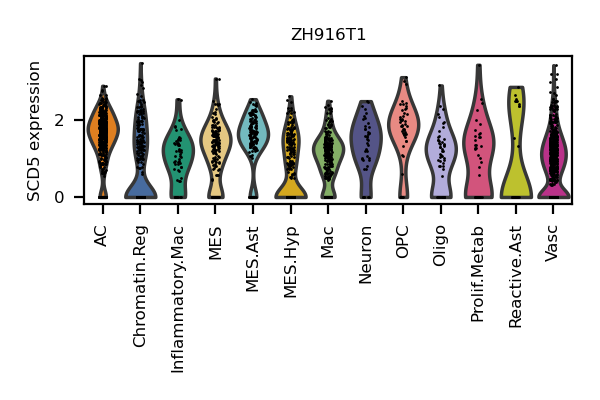 ZH916T1
SCD5 expression
2
0
AC
Chromatin.Reg
Inflammatory.Mac
MES
MES.Ast
MES.Hyp
Mac
Neuron
OPC
Oligo
Prolif.Metab
Reactive.Ast
Vasc